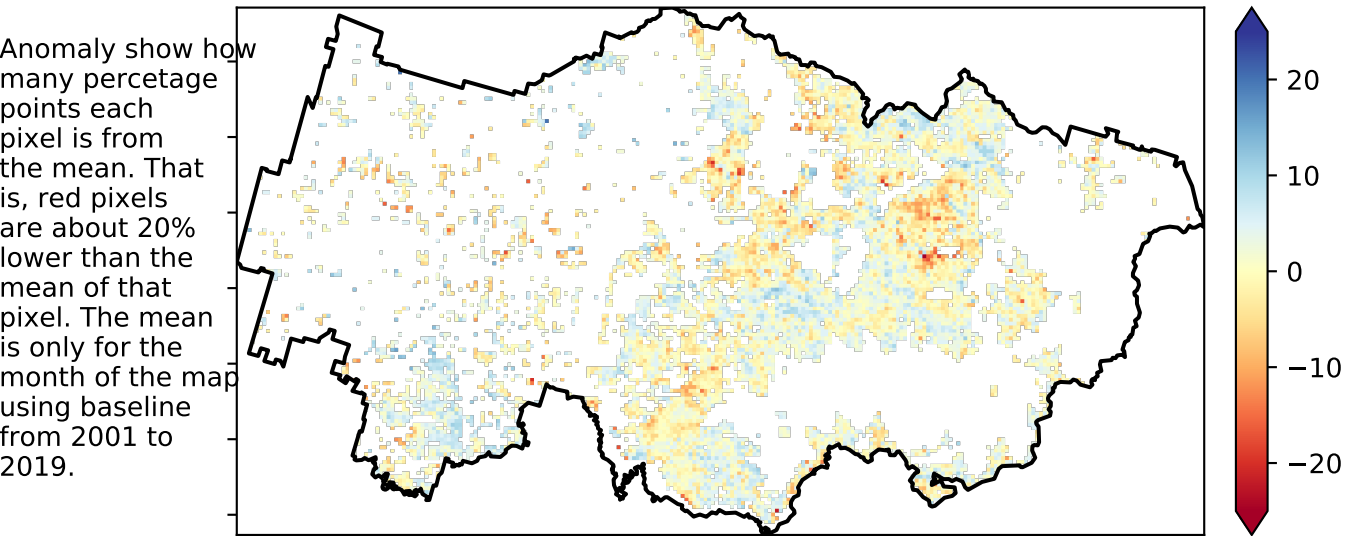 Anomaly show how
many percetage
points each
pixel is from
the mean. That
is, red pixels
are about 20%
lower than the
mean of that
pixel. The mean
is only for the
month of the map
using baseline
from 2001 to
2019.
20
10
0
−10
−20